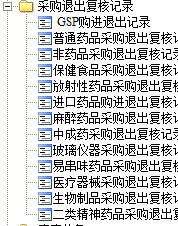 采购退出复核记录
GSP购进退出记录
普通药品采购退出复核
非药品采购退出复核记
保健食品采购退出复核
放射性药品采购退出复
进口药品购进退出复核
麻醉药品采购退出复核
中成药采购退出复核记
玻璃仪器采购退出复核
易串味药品采购退出复
医疗器械采购退出复核
生物制品采购退出复核
二类精神药品采购退出